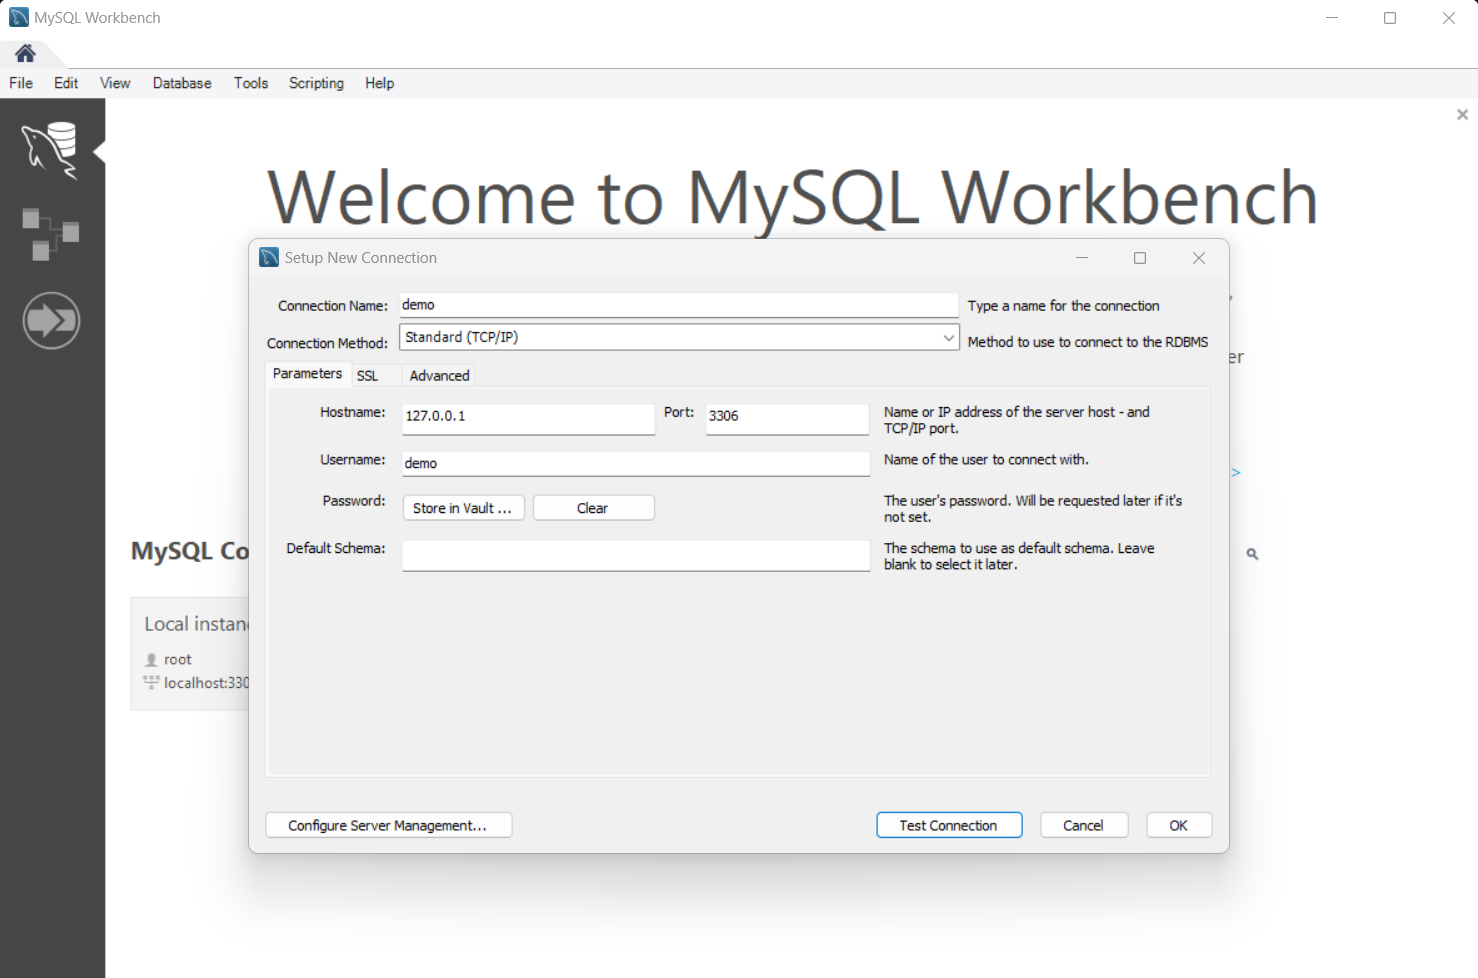 MySQL Workbench
File Edit View Database Tools Scripting Help
Welcome to MySQL Workbench
Setup New Connection
Connection Name: demo Type a name for the connection
Connection Method: Standard (TCP/IP) Method to use to connect to the RDBMS
Parameters SSL Advanced
Hostname: 127.0.0.1 Port: 3306 Name or IP address of the server host - and
TCP/IP port.
Username: demo Name of the user to connect with.
Password: Store in Vault ... Clear The user's password. Will be requested later if it's
not set.
Default Schema: The schema to use as default schema. Leave
blank to select it later.
er
>
MySQL Co
Local instan
root
localhost:330
Configure Server Management... Test Connection Cancel OK